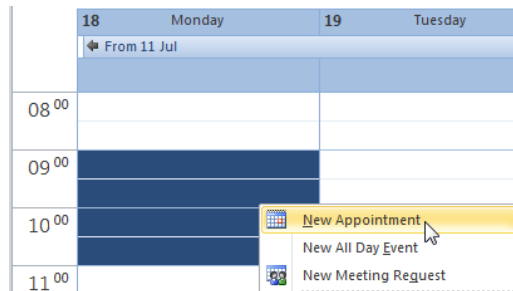 18 Monday 19 Tuesday
From 11 Jul
08 00
09 00
10 00
11 00
New Appointment
New All Day Event
New Meeting Request